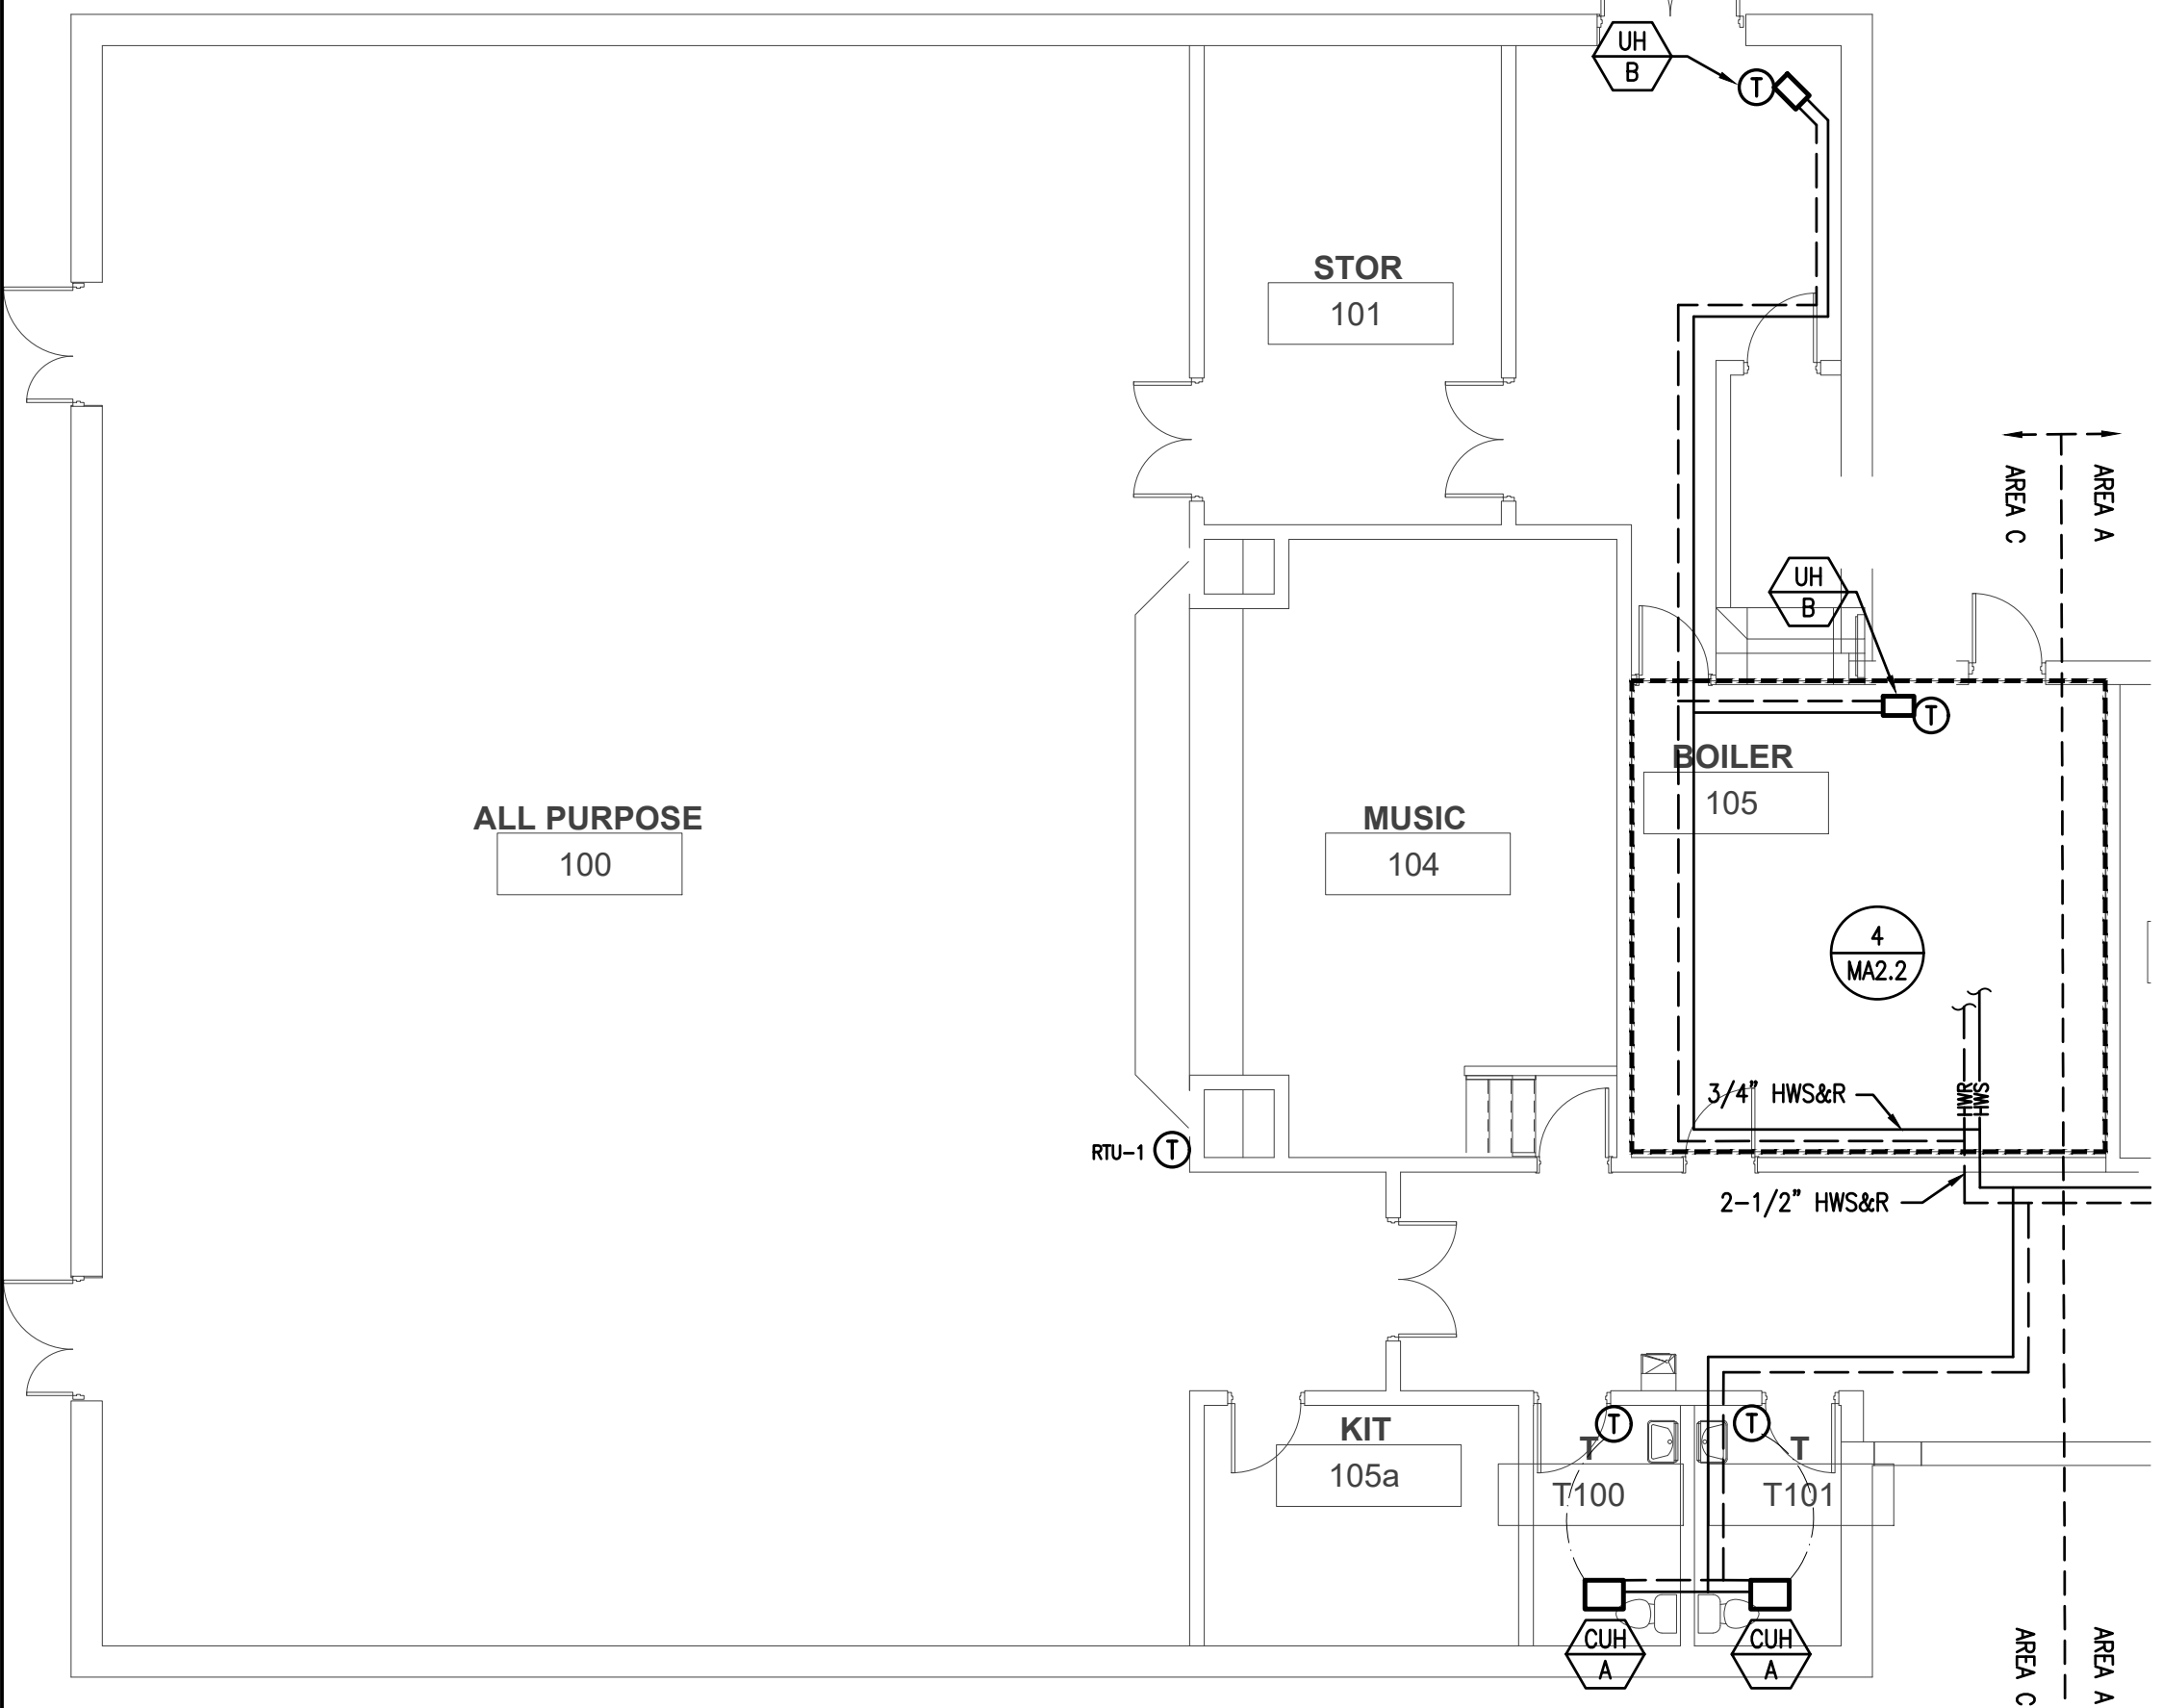 UH
B
T
STOR
101
AREA C
AREA A
UH
B
T
BOILER
105
ALL PURPOSE
100
MUSIC
104
4
MA2.2
3/4" HWS&R
HWR
HWS
RTU-1
T
2-1/2" HWS&R
KIT
105a
T
T
T100
T
T
T101
CUH
A
CUH
A
AREA C
AREA A